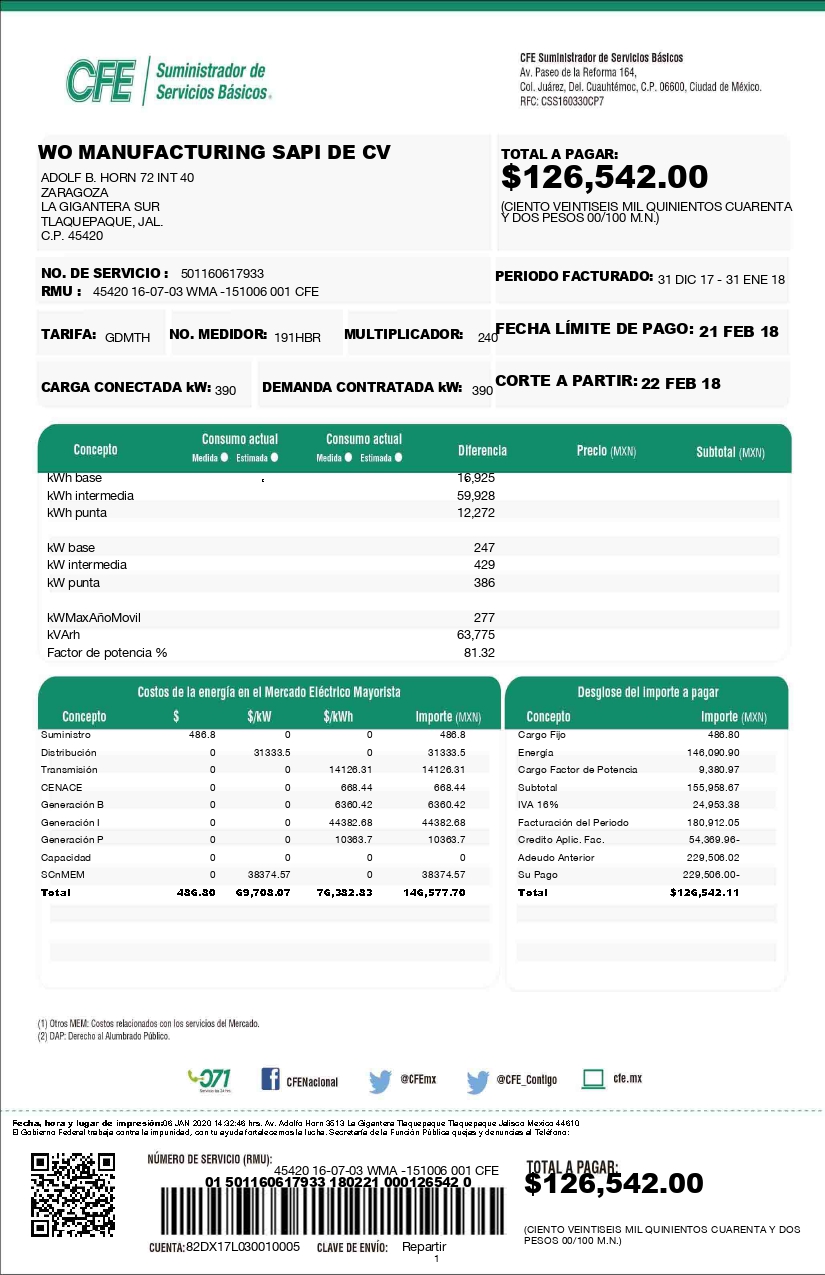 CFE Suministrador de Servicios Básicos®
CFE Suministrador de Servicios Básicos
Av. Paseo de la Reforma 164,
Col. Juárez, Del. Cuauhtémoc, C.P. 06600, Ciudad de México.
RFC: CSS160330CP7
WO MANUFACTURING SAPI DE CV
ADOLF B. HORN 72 INT 40
ZARAGOZA
LA GIGANTERA SUR
TLAQUEPAQUE, JAL.
C.P. 45420
TOTAL A PAGAR:
$126,542.00
(CIENTO VEINTISEIS MIL QUINIENTOS CUARENTA
Y DOS PESOS 00/100 M.N.)
NO. DE SERVICIO : 501160617933
RMU : 45420 16-07-03 WMA -151006 001 CFE
PERIODO FACTURADO: 31 DIC 17 - 31 ENE 18
TARIFA: GDMTH NO. MEDIDOR: 191HBR MULTIPLICADOR: 240
FECHA LÍMITE DE PAGO: 21 FEB 18
CARGA CONECTADA kW: 390 DEMANDA CONTRATADA kW: 390
CORTE A PARTIR: 22 FEB 18
Concepto Consumo actual Consumo actual Diferencia Precio (MXN) Subtotal (MXN)
Medida Estimada Medida Estimada
kWh base 16,925
kWh intermedia 59,928
kWh punta 12,272
kW base 247
kW intermedia 429
kW punta 386
kWMaxAñoMovil 277
kVArh 63,775
Factor de potencia % 81.32
Costos de la energía en el Mercado Eléctrico Mayorista
Concepto $ $/kW $/kWh Importe (MXN)
Suministro 486.8 0 0 486.8
Distribución 0 31333.5 0 31333.5
Transmisión 0 0 14126.31 14126.31
CENACE 0 0 668.44 668.44
Generación B 0 0 6360.42 6360.42
Generación I 0 0 44382.68 44382.68
Generación P 0 0 10363.7 10363.7
Capacidad 0 0 0 0
SCnMEM 0 38374.57 0 38374.57
Total 486.80 69,708.07 76,382.83 146,577.70
Desglose del importe a pagar
Concepto Importe (MXN)
Cargo Fijo 486.80
Energía 146,090.90
Cargo Factor de Potencia 9,380.97
Subtotal 155,958.67
IVA 16% 24,953.38
Facturación del Periodo 180,912.05
Credito Aplic. Fac. 54,369.96-
Adeudo Anterior 229,506.02
Su Pago 229,506.00-
Total $126,542.11
(1) Otros MEM: Costos relacionados con los servicios del Mercado.
(2) DAP: Derecho al Alumbrado Público.
071 CFENacional @CFEmx @CFE_Contigo cfe.mx
Fecha, hora y lugar de impresión:06 JAN 2020 14:32:46 hrs. Av. Adolfo Horn 3513 La Gigantera Tlaquepaque Tlaquepaque Jalisco Mexico 44610
El Gobierno Federal trabaja contra la impunidad, con tu ayuda fortalecemos la lucha. Secretaría de la Función Pública quejas y denuncias al Teléfono:
NÚMERO DE SERVICIO (RMU):
45420 16-07-03 WMA -151006 001 CFE
01 501160617933 180221 000126542 0
CUENTA:82DX17L030010005 CLAVE DE ENVÍO: Repartir
1
TOTAL A PAGAR:
$126,542.00
(CIENTO VEINTISEIS MIL QUINIENTOS CUARENTA Y DOS
PESOS 00/100 M.N.)